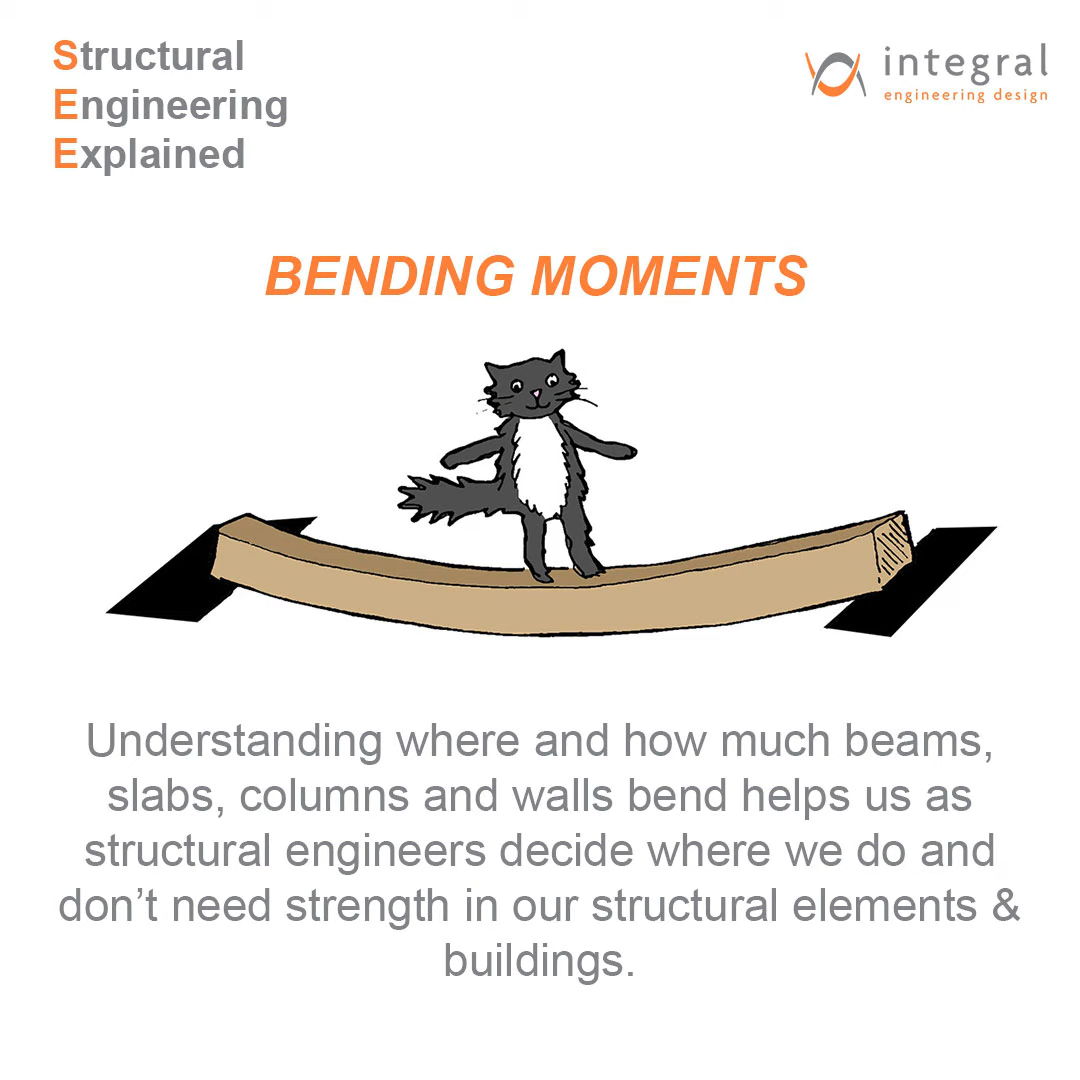 Structural
Engineering
Explained
integral
engineering design
BENDING MOMENTS
Understanding where and how much beams,
slabs, columns and walls bend helps us as
structural engineers decide where we do and
don’t need strength in our structural elements &
buildings.